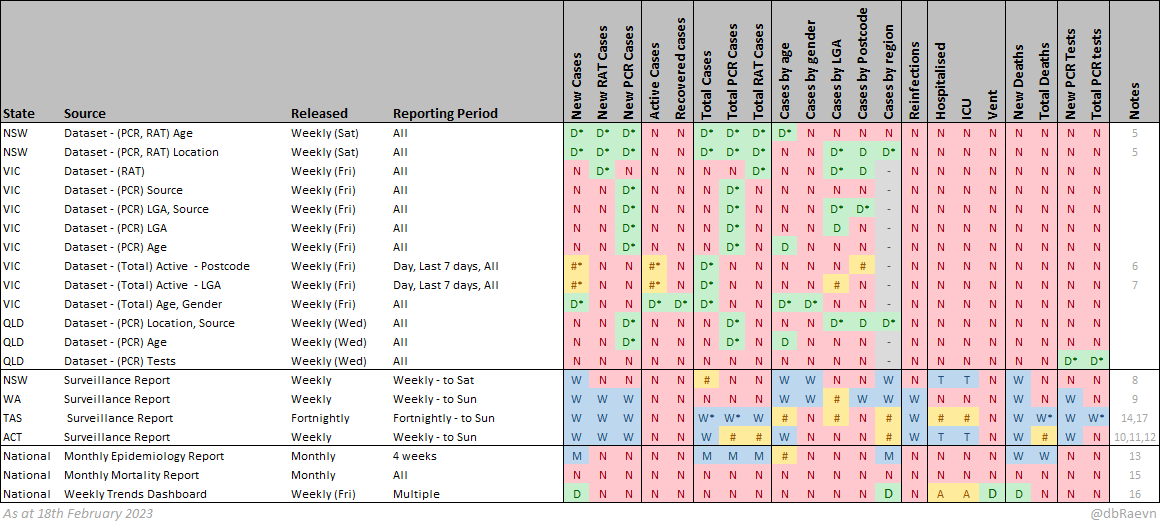 State Source Released Reporting Period New Cases New RAT Cases New PCR Cases Active Cases Recovered cases Total Cases Total PCR Cases Total RAT Cases Cases by age Cases by gender Cases by LGA Cases by Postcode Cases by region Reinfections Hospitalised ICU Vent New Deaths Total Deaths New PCR Tests Total PCR tests Notes
NSW Dataset - (PCR, RAT) Age Weekly (Sat) All D* D* D* N N D* D* D* D* N N N N N N N N N N N N 5
NSW Dataset - (PCR, RAT) Location Weekly (Sat) All D* D* D* N N D* D* D* N N D* D D* N N N N N N N N 5
VIC Dataset - (RAT) Weekly (Fri) All N D* N N N N N D* N N D* D - N N N N N N N N
VIC Dataset - (PCR) Source Weekly (Fri) All N N D* N N N D* N N N N N - N N N N N N N N
VIC Dataset - (PCR) LGA, Source Weekly (Fri) All N N D* N N N D* N N N D* D* - N N N N N N N N
VIC Dataset - (PCR) LGA Weekly (Fri) All N N D* N N N D* N N N D N - N N N N N N N N
VIC Dataset - (PCR) Age Weekly (Fri) All N N D* N N N D* N D N N N - N N N N N N N N
VIC Dataset - (Total) Active - Postcode Weekly (Fri) Day, Last 7 days, All #* N N #* N D* N N N N N # - N N N N N N N N 6
VIC Dataset - (Total) Active - LGA Weekly (Fri) Day, Last 7 days, All #* N N #* N D* N N N N # N - N N N N N N N N 7
VIC Dataset - (Total) Age, Gender Weekly (Fri) All D* N N D* D* D* N N D* D* N N - N N N N N N N N
QLD Dataset - (PCR) Location, Source Weekly (Wed) All N N D* N N N D* N N N D* D D* N N N N N N N N
QLD Dataset - (PCR) Age Weekly (Wed) All N N D* N N N D* N D N N N - N N N N N N N N
QLD Dataset - (PCR) Tests Weekly (Wed) All N N N N N N N N N N N N - N N N N N N D* D*
NSW Surveillance Report Weekly Weekly - to Sat W N N N N # N N W W N N W N T T N W N N N 8
WA Surveillance Report Weekly Weekly - to Sun W W W N N W W W W W # W W W N N N W N W N 9
TAS Surveillance Report Fortnightly Fortnightly - to Sun W W W N N W* W* W # N # N # N # # N W W* W W* 14,17
ACT Surveillance Report Weekly Weekly - to Sun W W W N N W # # W N N N # N T T N W # W N 10,11,12
National Monthly Epidemiology Report Monthly 4 weeks M N N N N M M M # N N N M N N N N W W N N 13
National Monthly Mortality Report Monthly All N N N N N N N N N N N N N N N N N N N N N 15
National Weekly Trends Dashboard Weekly (Fri) Multiple D N N N N N N N N N N N D N A A D D N N N 16
As at 18th February 2023 @dbRaevn